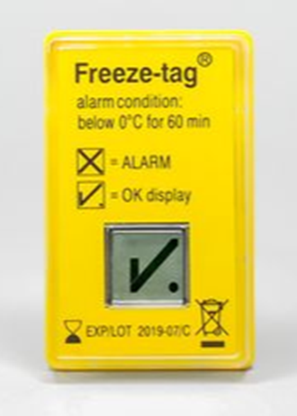 Freeze-tag®
alarm condition:
below 0°C for 60 min
= ALARM
= OK display
EXP/LOT 2019-07/C